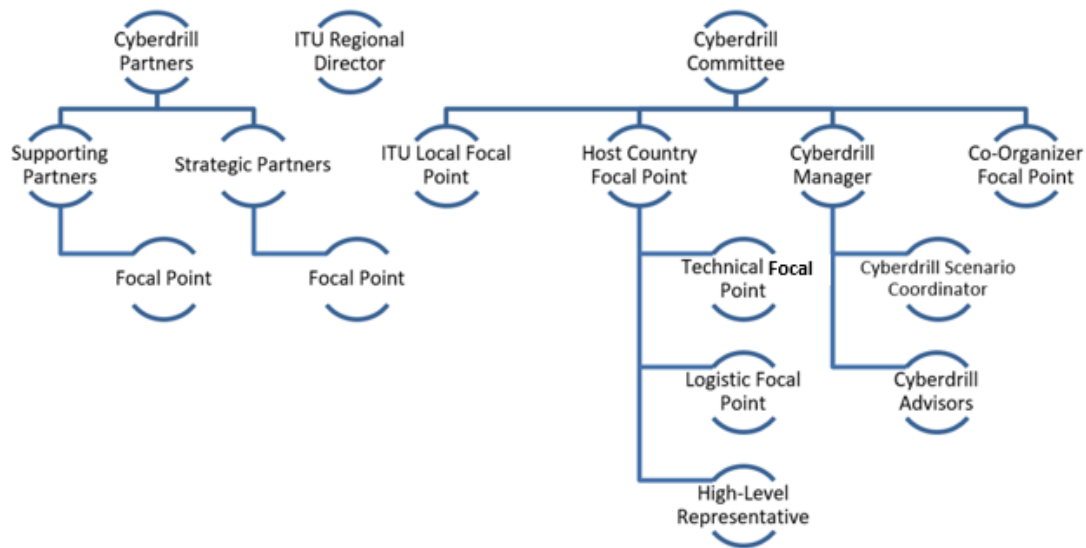 Cyberdrill
Partners
ITU Regional
Director
Cyberdrill
Committee
Supporting
Partners
Strategic Partners
ITU Local Focal
Point
Host Country
Focal Point
Cyberdrill
Manager
Co-Organizer
Focal Point
Focal Point
Focal Point
Technical Focal
Point
Cyberdrill Scenario
Coordinator
Logistic Focal
Point
Cyberdrill
Advisors
High-Level
Representative